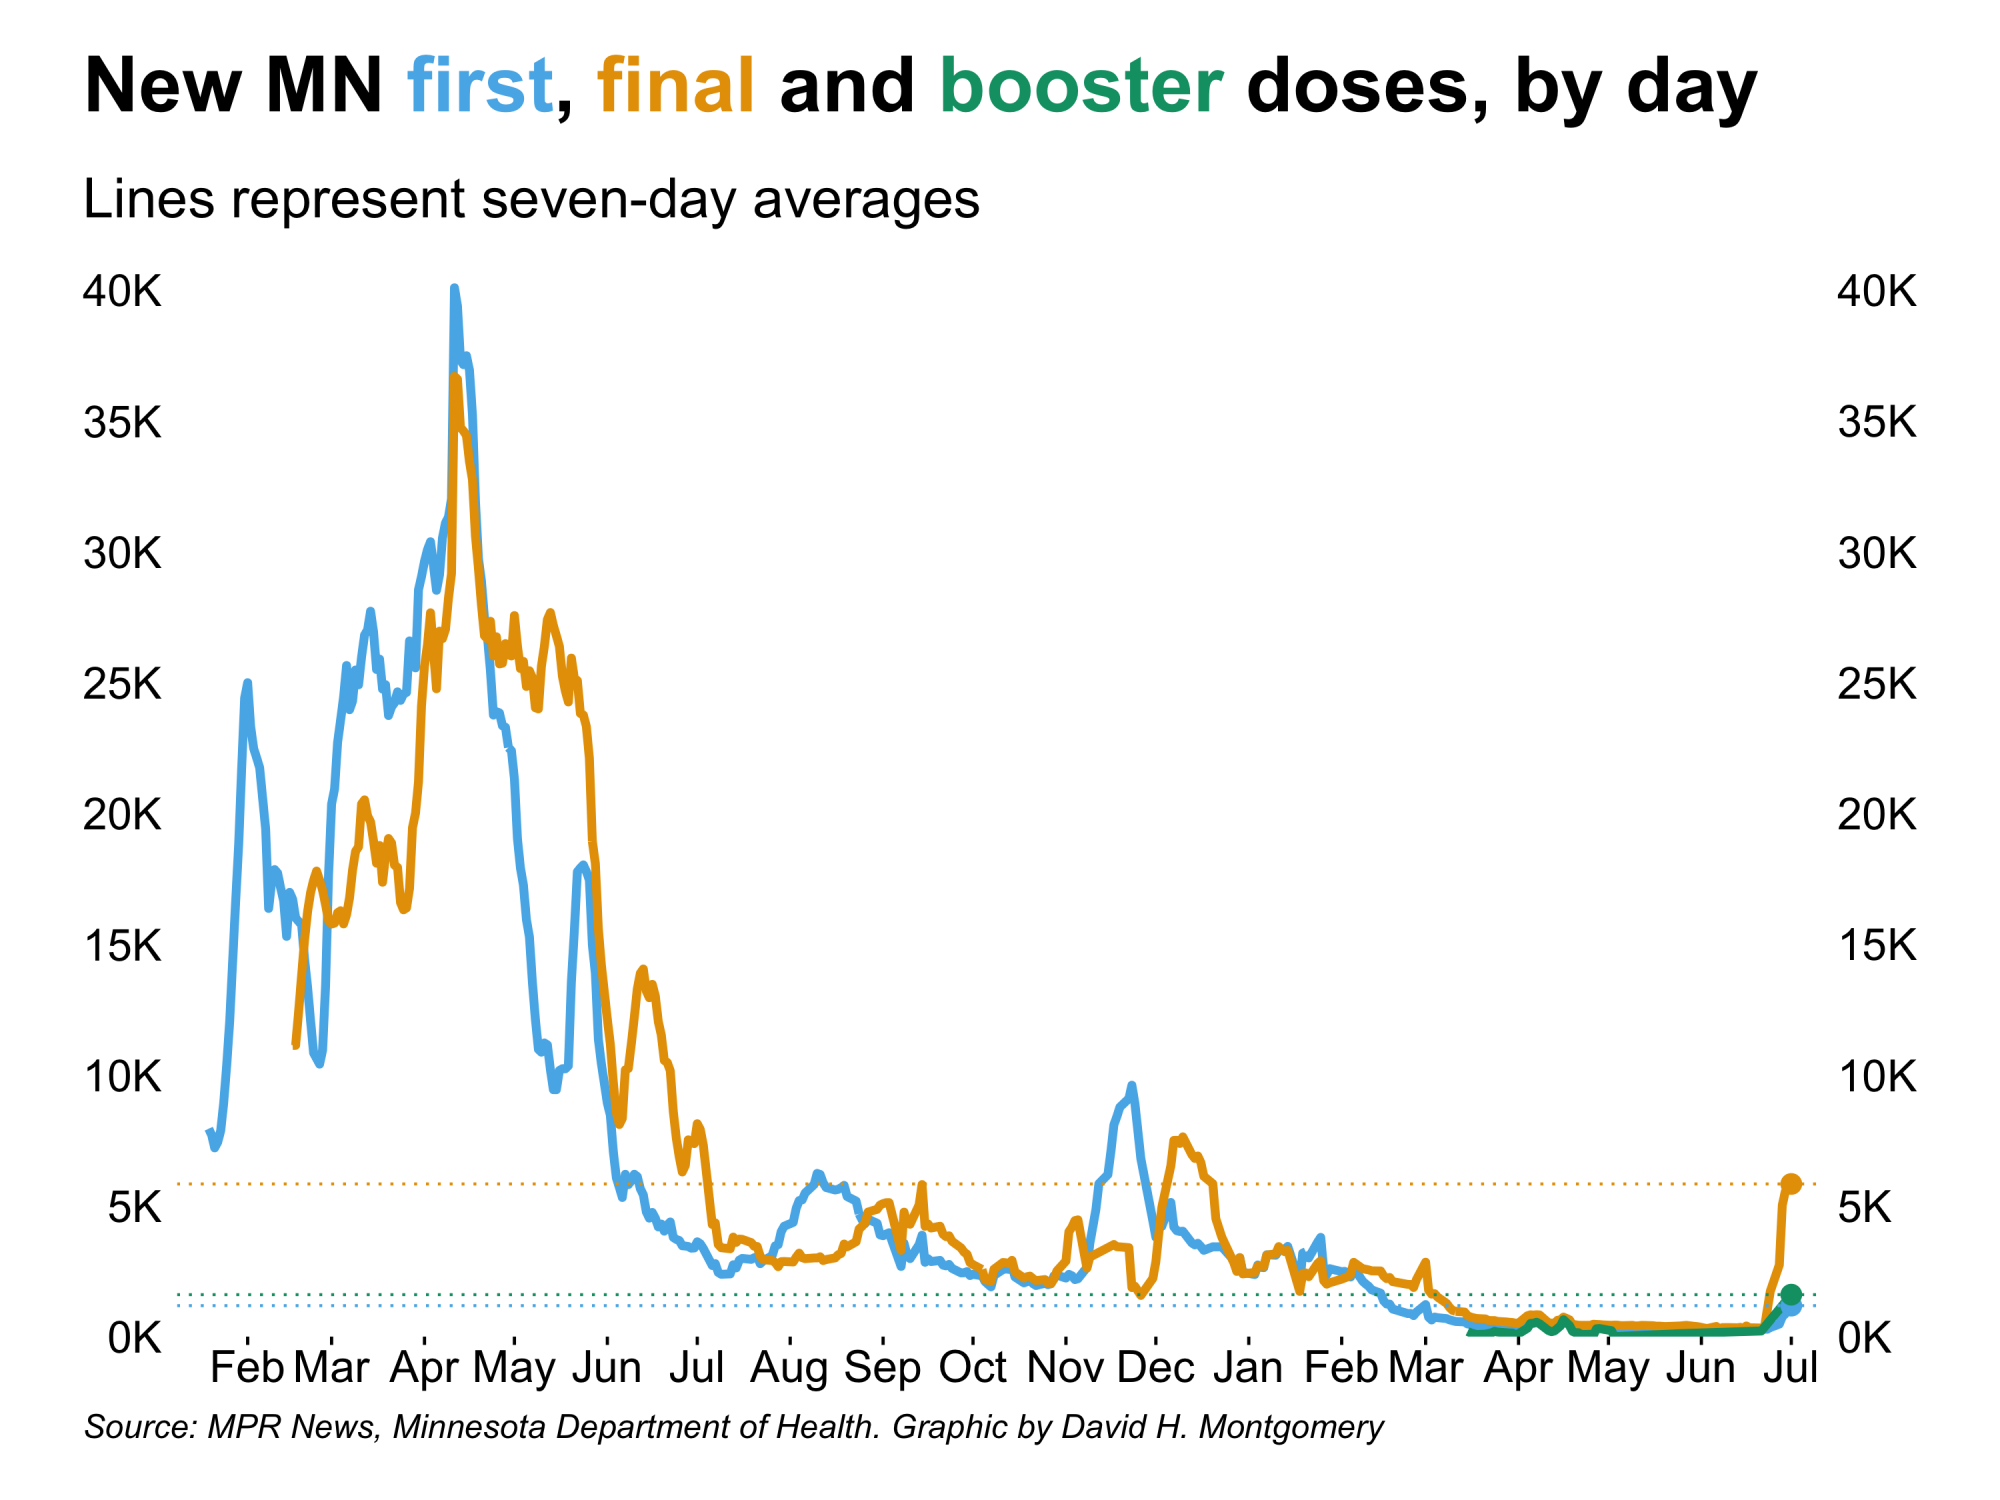 New MN first, final and booster doses, by day
Lines represent seven-day averages
40K 40K
35K 35K
30K 30K
25K 25K
20K 20K
15K 15K
10K 10K
5K 5K
0K 0K
Feb Mar Apr May Jun Jul Aug Sep Oct Nov Dec Jan Feb Mar Apr May Jun Jul
Source: MPR News, Minnesota Department of Health. Graphic by David H. Montgomery